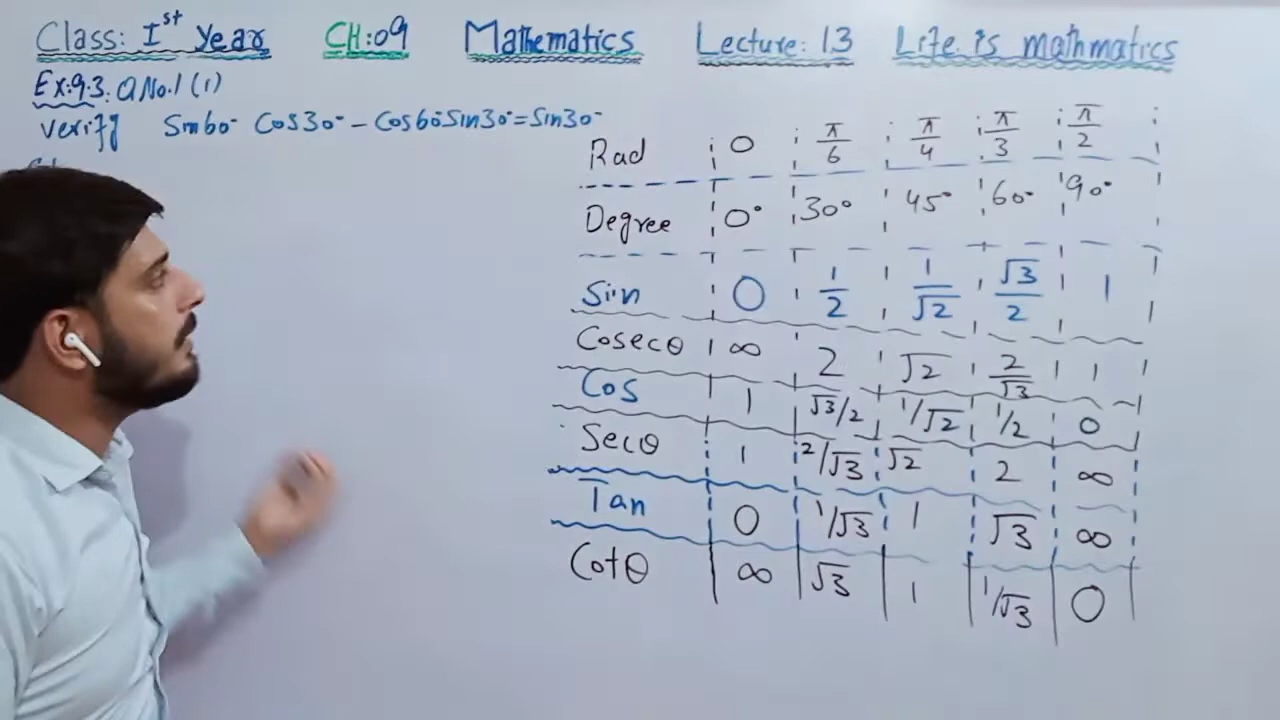 Class: Ist Year CH:09 Mathematics Lecture: 13 Life is mathmatics
Ex:9.3: Q No.1 (1)
verify Sin60° Cos30° - Cos60° Sin30° = Sin30°
Rad 0 π/6 π/4 π/3 π/2
Degree 0° 30° 45° 60° 90°
Sin 0 1/2 1/√2 √3/2 1
Cosecθ ∞ 2 √2 2/√3 1
Cos 1 √3/2 1/√2 1/2 0
Secθ 1 2/√3 √2 2 ∞
Tan 0 1/√3 1 √3 ∞
Cotθ ∞ √3 1 1/√3 0